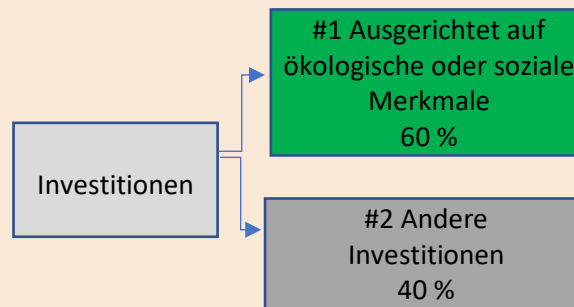 #1 Ausgerichtet auf
ökologische oder soziale
Merkmale
60 %
Investitionen
#2 Andere
Investitionen
40 %